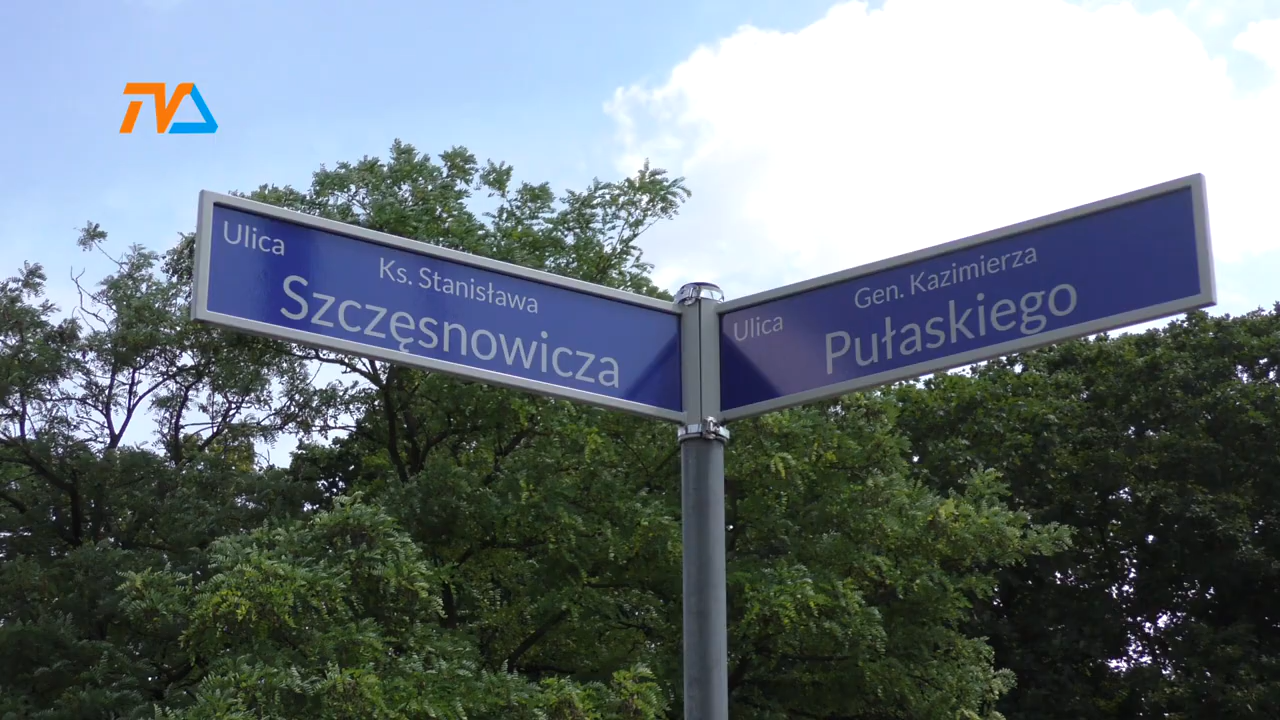 TVA
Ulica
Ks. Stanisława
Szczęsnowicza
Ulica
Gen. Kazimierza
Pułaskiego